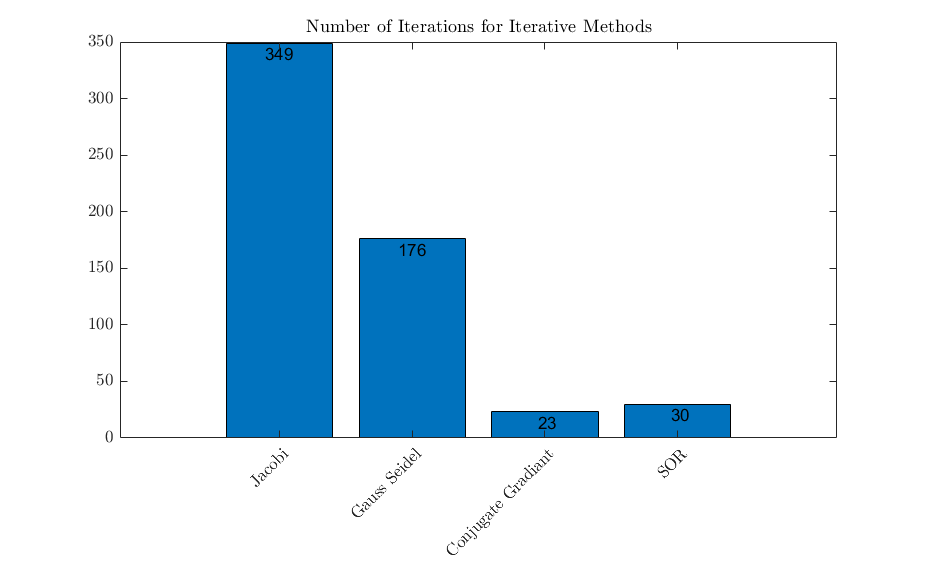 Number of Iterations for Iterative Methods
350
300
250
200
150
100
50
0
349
176
23
30
Jacobi
Gauss Seidel
Conjugate Gradiant
SOR